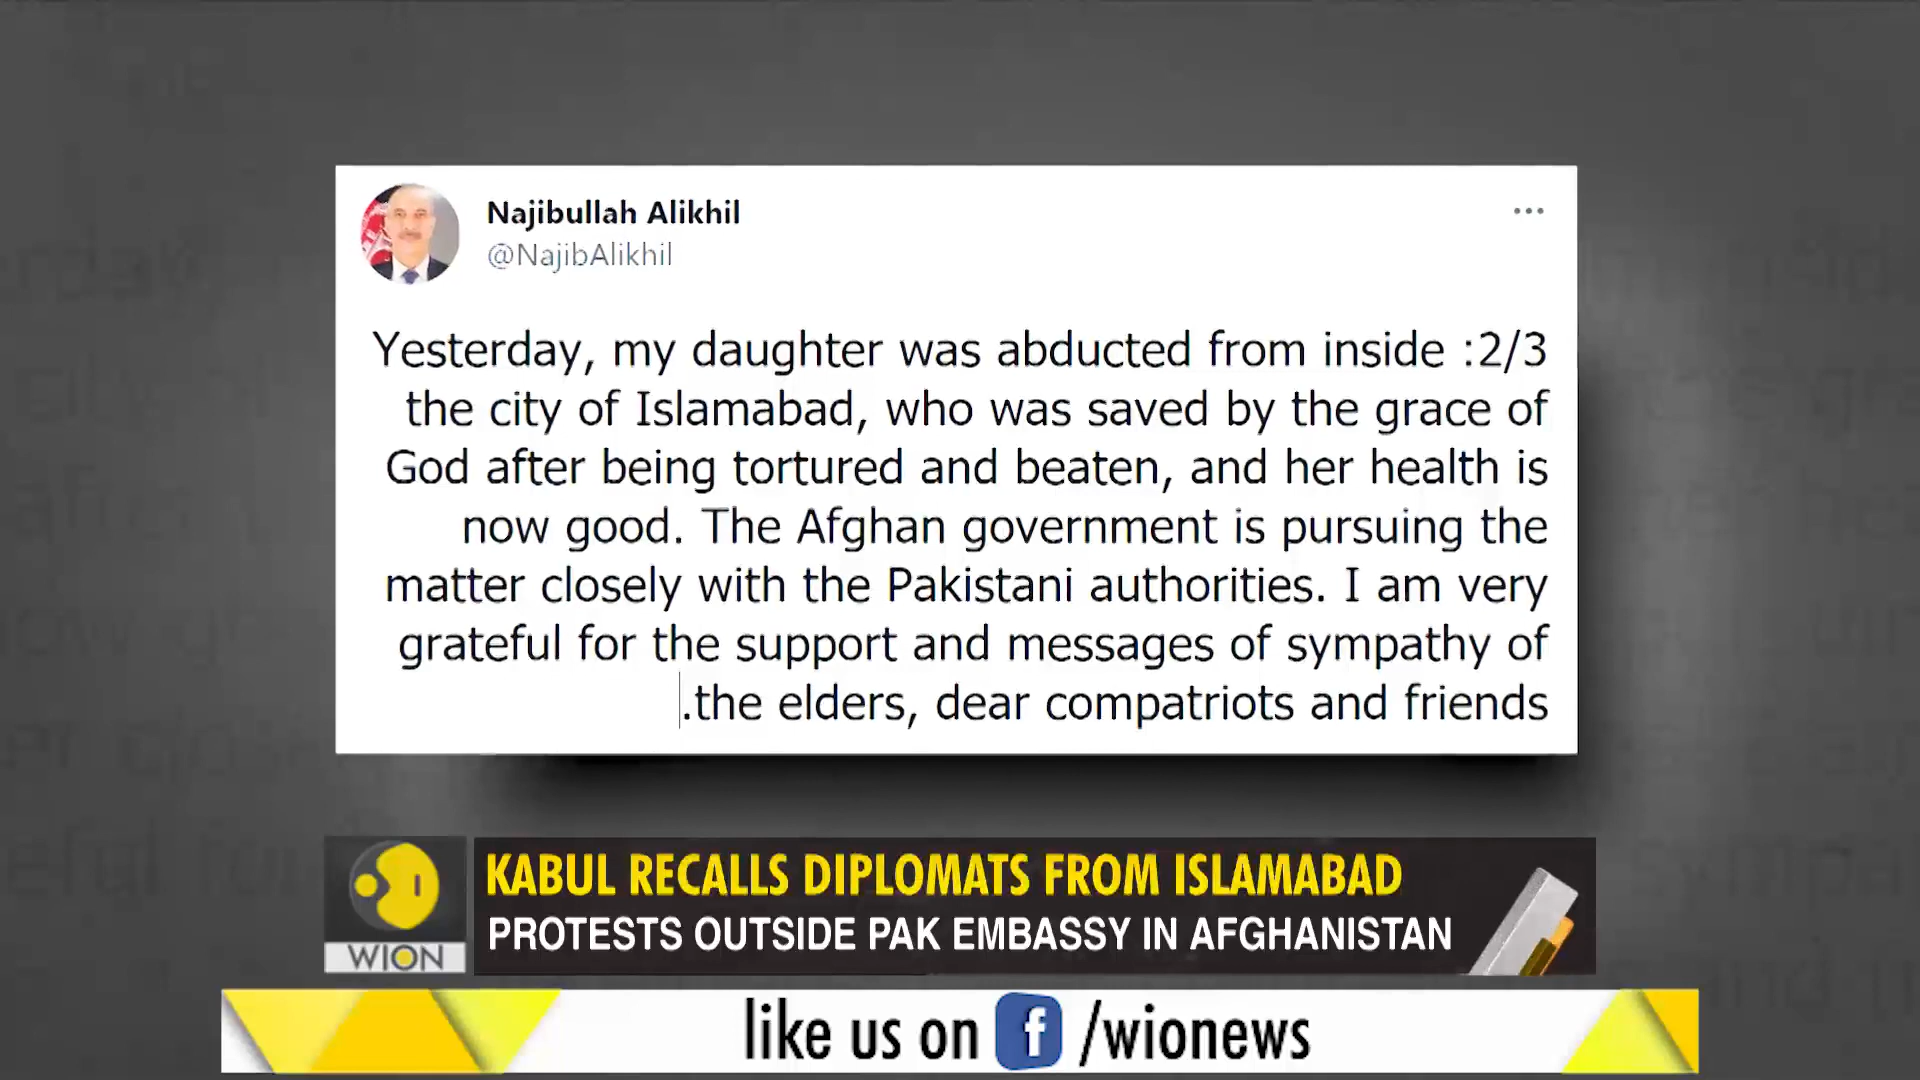 Najibullah Alikhil
@NajibAlikhil
Yesterday, my daughter was abducted from inside :2/3
the city of Islamabad, who was saved by the grace of
God after being tortured and beaten, and her health is
now good. The Afghan government is pursuing the
matter closely with the Pakistani authorities. I am very
grateful for the support and messages of sympathy of
.the elders, dear compatriots and friends
KABUL RECALLS DIPLOMATS FROM ISLAMABAD
PROTESTS OUTSIDE PAK EMBASSY IN AFGHANISTAN
WION
like us on f /wionews